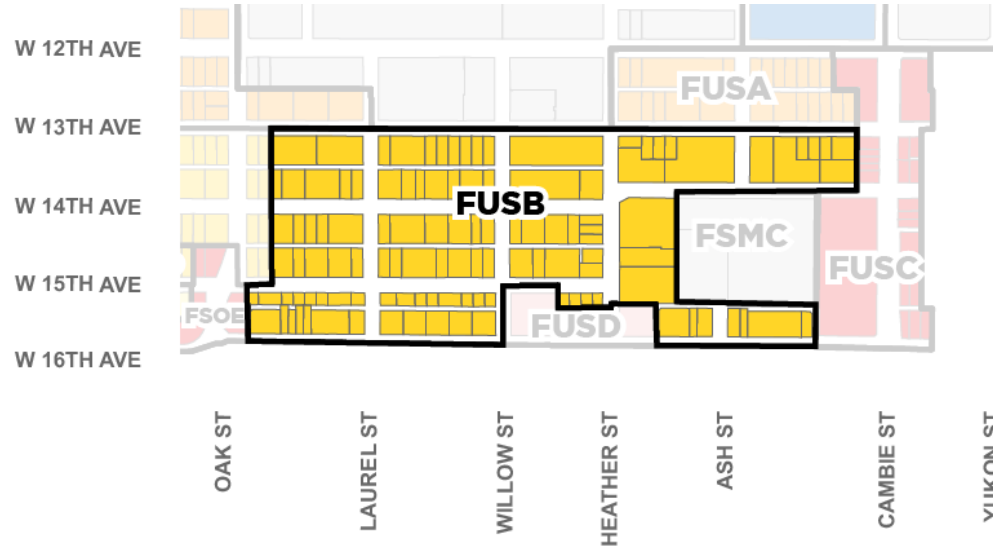 W 12TH AVE
FUSA
W 13TH AVE
W 14TH AVE
FUSB
FSMC
FUSC
W 15TH AVE
FSOE
FUSD
W 16TH AVE
OAK ST
LAUREL ST
WILLOW ST
HEATHER ST
ASH ST
CAMBIE ST
YUKON ST